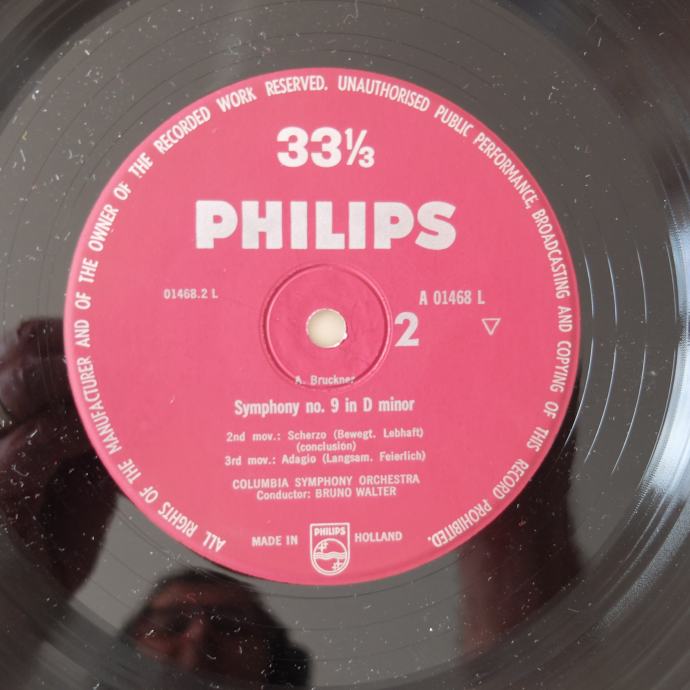 ALL RIGHTS OF THE MANUFACTURER AND OF THE OWNER OF THE RECORDED WORK RESERVED. UNAUTHORISED PUBLIC PERFORMANCE, BROADCASTING AND COPYING OF THIS RECORD PROHIBITED.
33⅓
PHILIPS
01468.2 L
A 01468 L
2
A. Bruckner
Symphony no. 9 in D minor
2nd mov.: Scherzo (Bewegt. Lebhaft)
(conclusion)
3rd mov.: Adagio (Langsam. Feierlich)
COLUMBIA SYMPHONY ORCHESTRA
Conductor: BRUNO WALTER
MADE IN PHILIPS HOLLAND